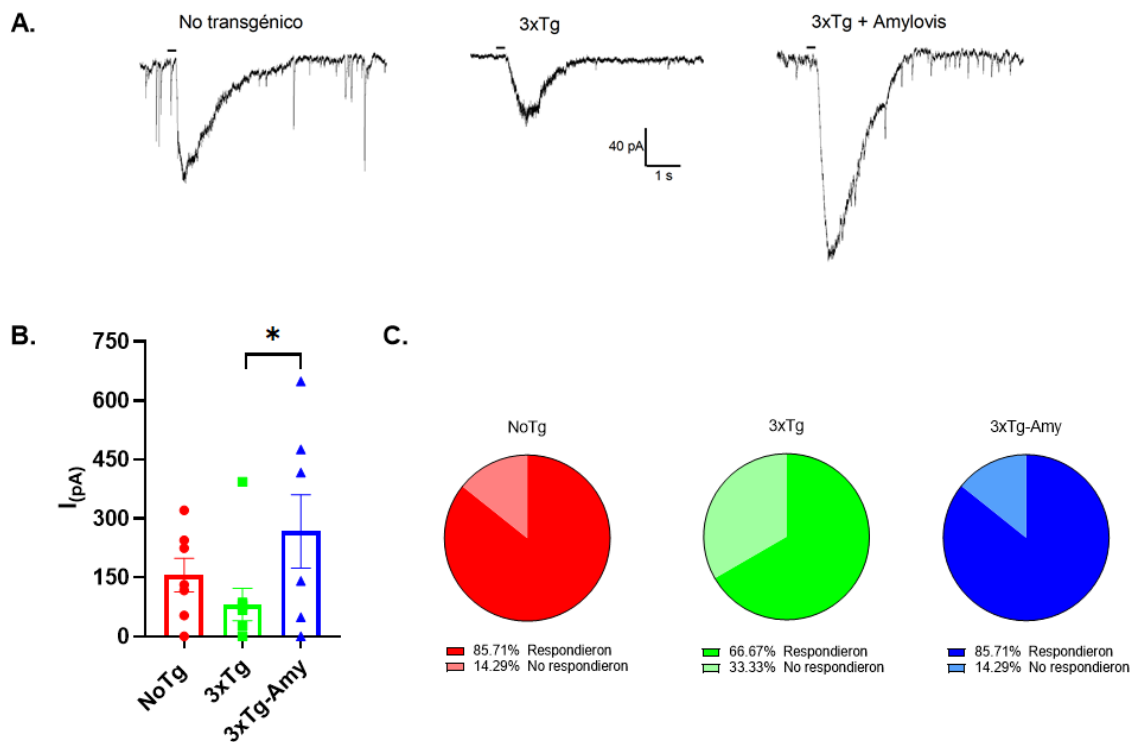 A.
No transgénico
3xTg
3xTg + Amylovis
40 pA
1 s
B.
I(pA)
750
600
450
300
150
0
*
NoTg
3xTg
3xTg-Amy
C.
NoTg
85.71% Respondieron
14.29% No respondieron
3xTg
66.67% Respondieron
33.33% No respondieron
3xTg-Amy
85.71% Respondieron
14.29% No respondieron